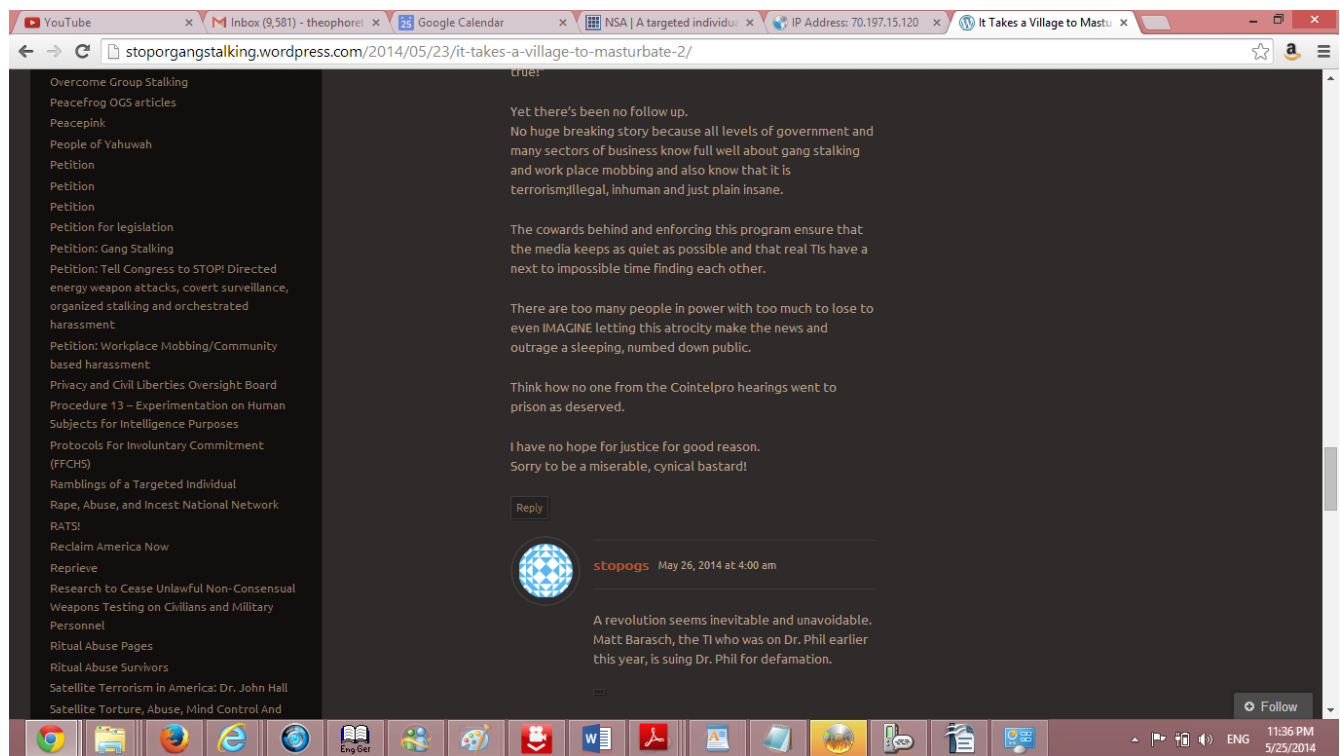 YouTube
Inbox (9,581) - theophoret
25 Google Calendar
NSA | A targeted individua
IP Address: 70.197.15.120
It Takes a Village to Mastu
stoporgangstalking.wordpress.com/2014/05/23/it-takes-a-village-to-masturbate-2/
Overcome Group Stalking
Peacefrog OGS articles
Peacepink
People of Yahuwah
Petition
Petition
Petition
Petition for legislation
Petition: Gang Stalking
Petition: Tell Congress to STOP! Directed
energy weapon attacks, covert surveillance,
organized stalking and orchestrated
harassment
Petition: Workplace Mobbing/Community
based harassment
Privacy and Civil Liberties Oversight Board
Procedure 13 – Experimentation on Human
Subjects for Intelligence Purposes
Protocols For Involuntary Commitment
(FFCHS)
Ramblings of a Targeted Individual
Rape, Abuse, and Incest National Network
RATS!
Reclaim America Now
Reprieve
Research to Cease Unlawful Non-Consensual
Weapons Testing on Civilians and Military
Personnel
Ritual Abuse Pages
Ritual Abuse Survivors
Satellite Terrorism in America: Dr. John Hall
Satellite Torture, Abuse, Mind Control And
true!"
Yet there's been no follow up.
No huge breaking story because all levels of government and
many sectors of business know full well about gang stalking
and work place mobbing and also know that it is
terrorism;Illegal, inhuman and just plain insane.
The cowards behind and enforcing this program ensure that
the media keeps as quiet as possible and that real TIs have a
next to impossible time finding each other.
There are too many people in power with too much to lose to
even IMAGINE letting this atrocity make the news and
outrage a sleeping, numbed down public.
Think how no one from the Cointelpro hearings went to
prison as deserved.
I have no hope for justice for good reason.
Sorry to be a miserable, cynical bastard!
Reply
stopogs May 26, 2014 at 4:00 am
A revolution seems inevitable and unavoidable.
Matt Barasch, the TI who was on Dr. Phil earlier
this year, is suing Dr. Phil for defamation.
Follow
Eng Ger
ENG
11:36 PM
5/25/2014